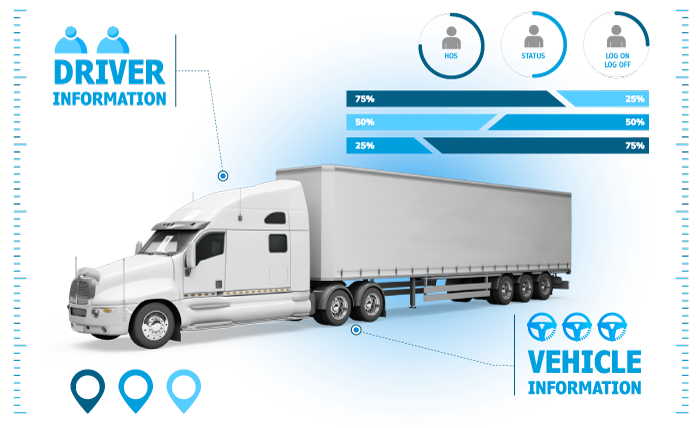 DRIVER
INFORMATION
HOS
STATUS
LOG ON
LOG OFF
75% 25%
50% 50%
25% 75%
VEHICLE
INFORMATION